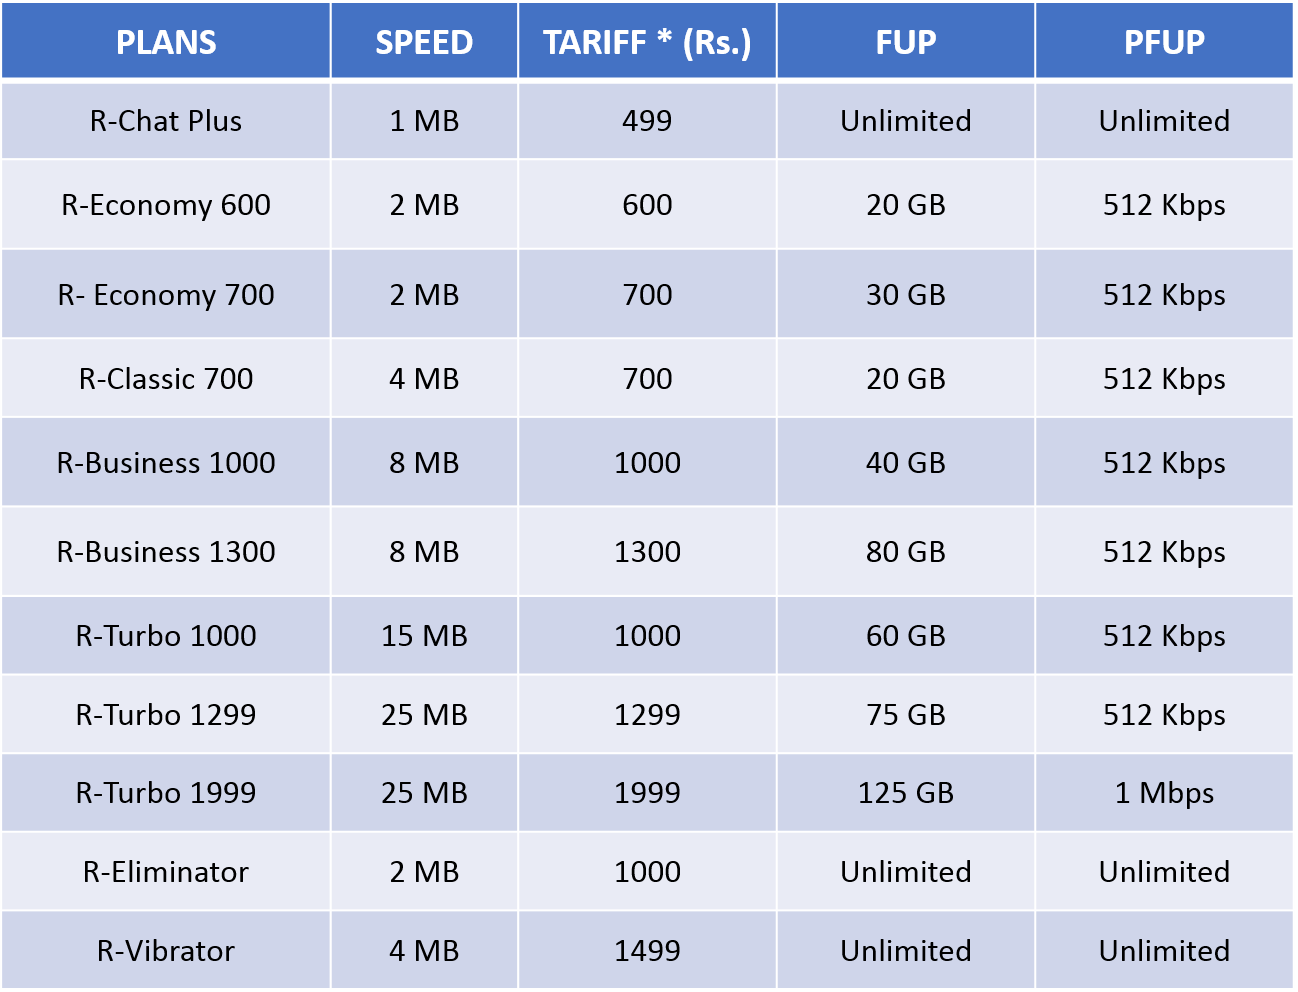 PLANS SPEED TARIFF * (Rs.) FUP PFUP
R-Chat Plus 1 MB 499 Unlimited Unlimited
R-Economy 600 2 MB 600 20 GB 512 Kbps
R- Economy 700 2 MB 700 30 GB 512 Kbps
R-Classic 700 4 MB 700 20 GB 512 Kbps
R-Business 1000 8 MB 1000 40 GB 512 Kbps
R-Business 1300 8 MB 1300 80 GB 512 Kbps
R-Turbo 1000 15 MB 1000 60 GB 512 Kbps
R-Turbo 1299 25 MB 1299 75 GB 512 Kbps
R-Turbo 1999 25 MB 1999 125 GB 1 Mbps
R-Eliminator 2 MB 1000 Unlimited Unlimited
R-Vibrator 4 MB 1499 Unlimited Unlimited